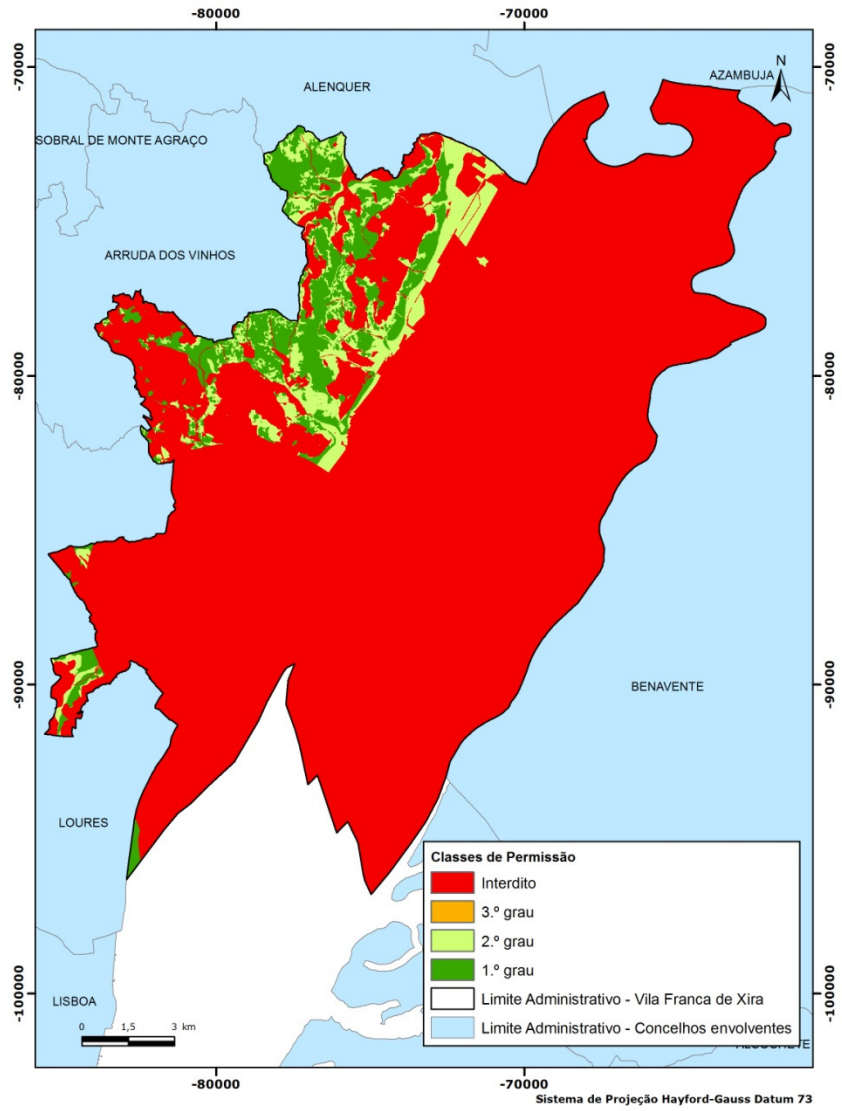 -80000
-70000
-70000
-70000
N
AZAMBUJA
ALENQUER
SOBRAL DE MONTE AGRAÇO
ARRUDA DOS VINHOS
-80000
-80000
-90000
-90000
BENAVENTE
LOURES
Classes de Permissão
Interdito
3.º grau
2.º grau
1.º grau
Limite Administrativo - Vila Franca de Xira
Limite Administrativo - Concelhos envolventes
-100000
-100000
LISBOA
0 1,5 3 km
-80000
-70000
Sistema de Projeção Hayford-Gauss Datum 73